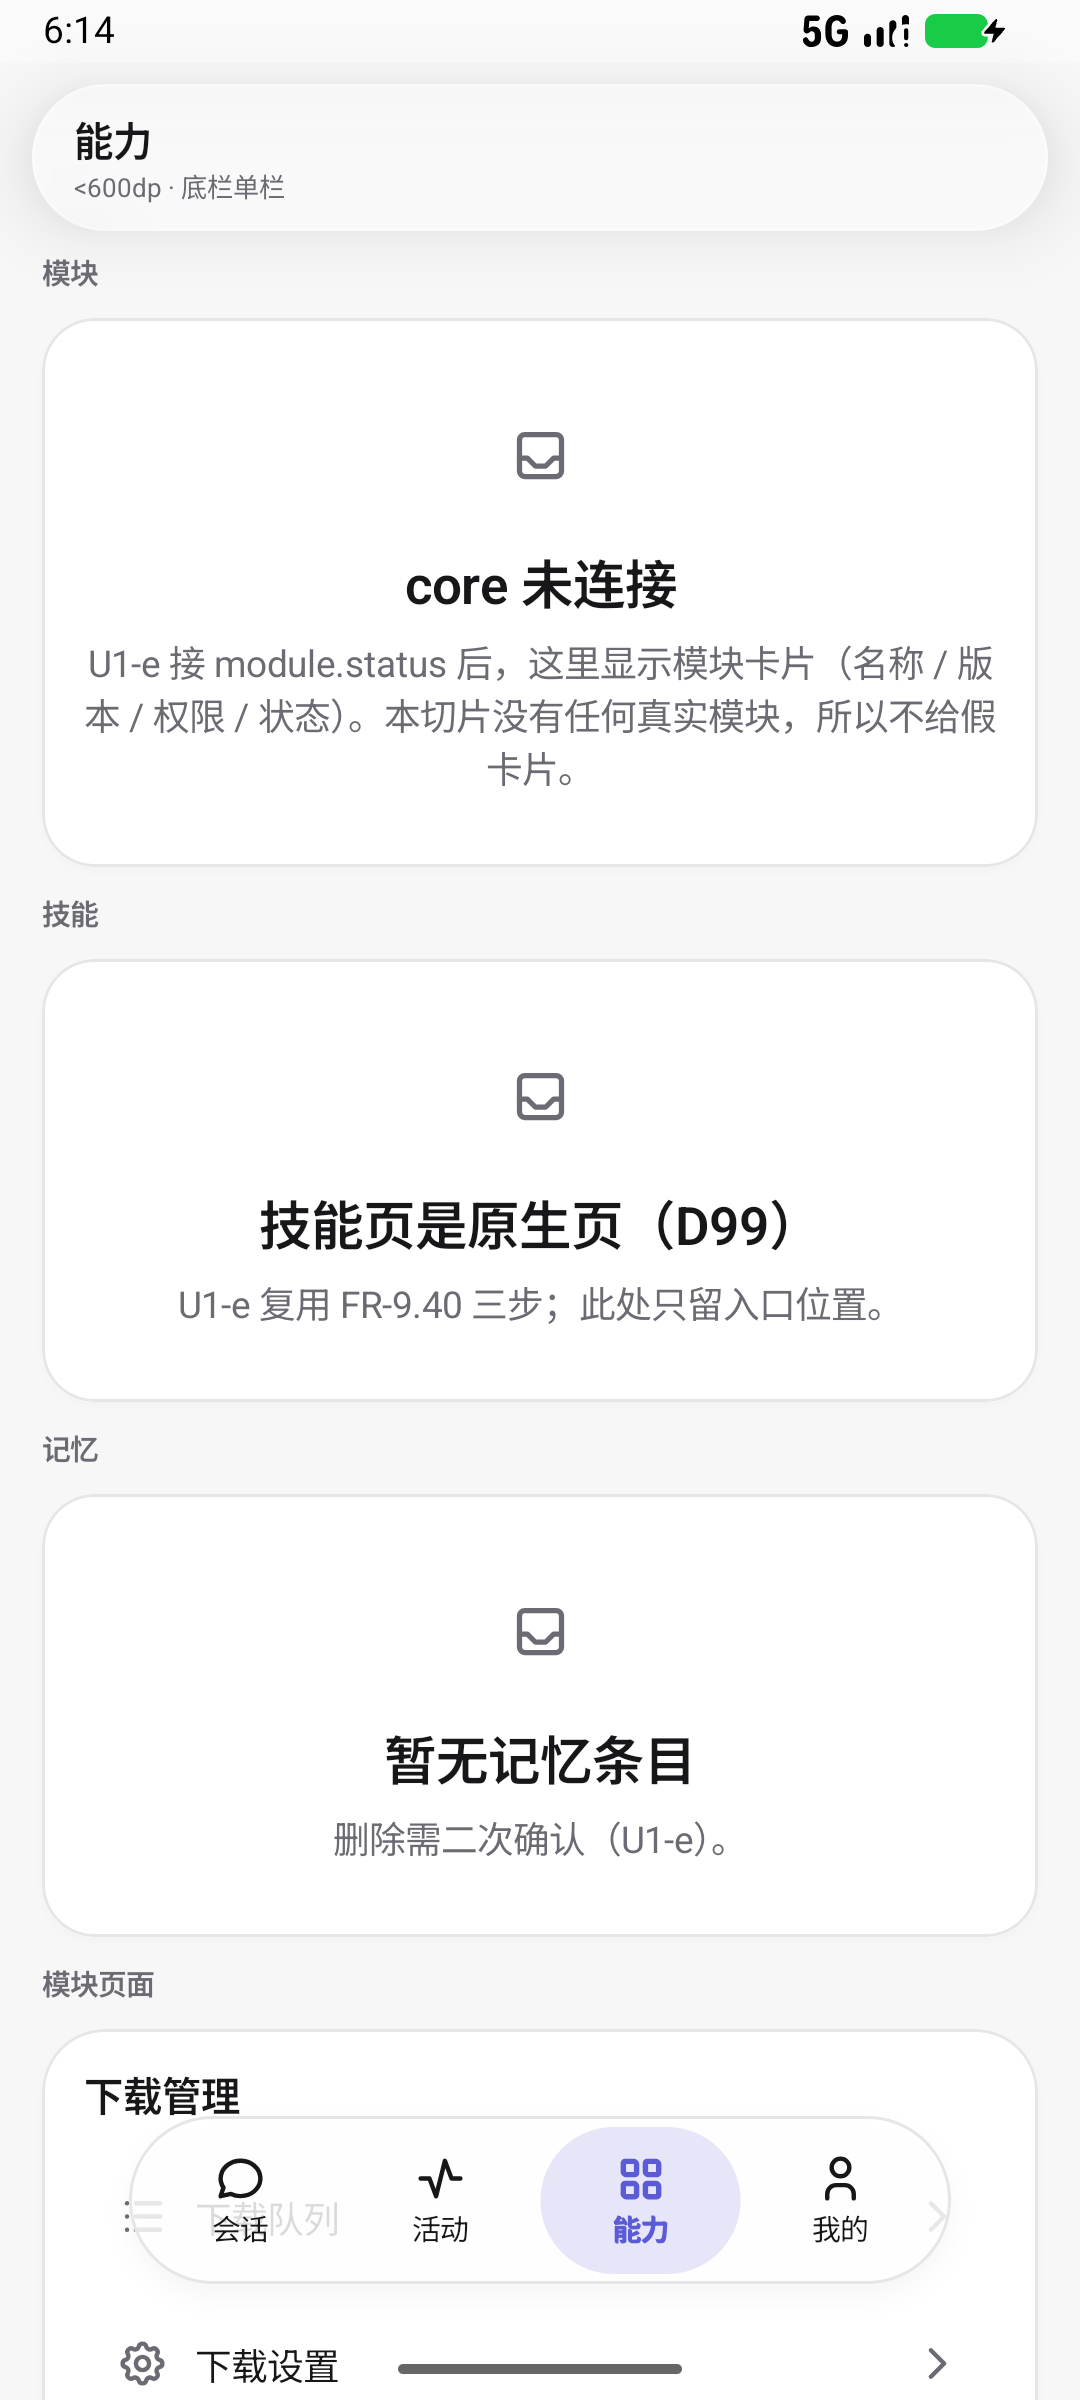 6:14
5G
能力
<600dp · 底栏单栏
模块
core 未连接
U1-e 接 module.status 后，这里显示模块卡片（名称 / 版
本 / 权限 / 状态）。本切片没有任何真实模块，所以不给假
卡片。
技能
技能页是原生页（D99）
U1-e 复用 FR-9.40 三步；此处只留入口位置。
记忆
暂无记忆条目
删除需二次确认（U1-e）。
模块页面
下载管理
下载队列
会话
活动
能力
我的
下载设置